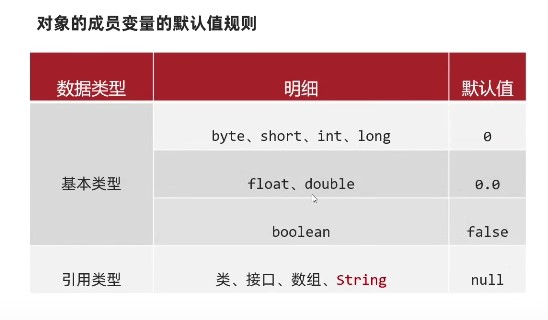 对象的成员变量的默认值规则
数据类型 明细 默认值
基本类型 byte、short、int、long 0
float、double 0.0
boolean false
引用类型 类、接口、数组、String null